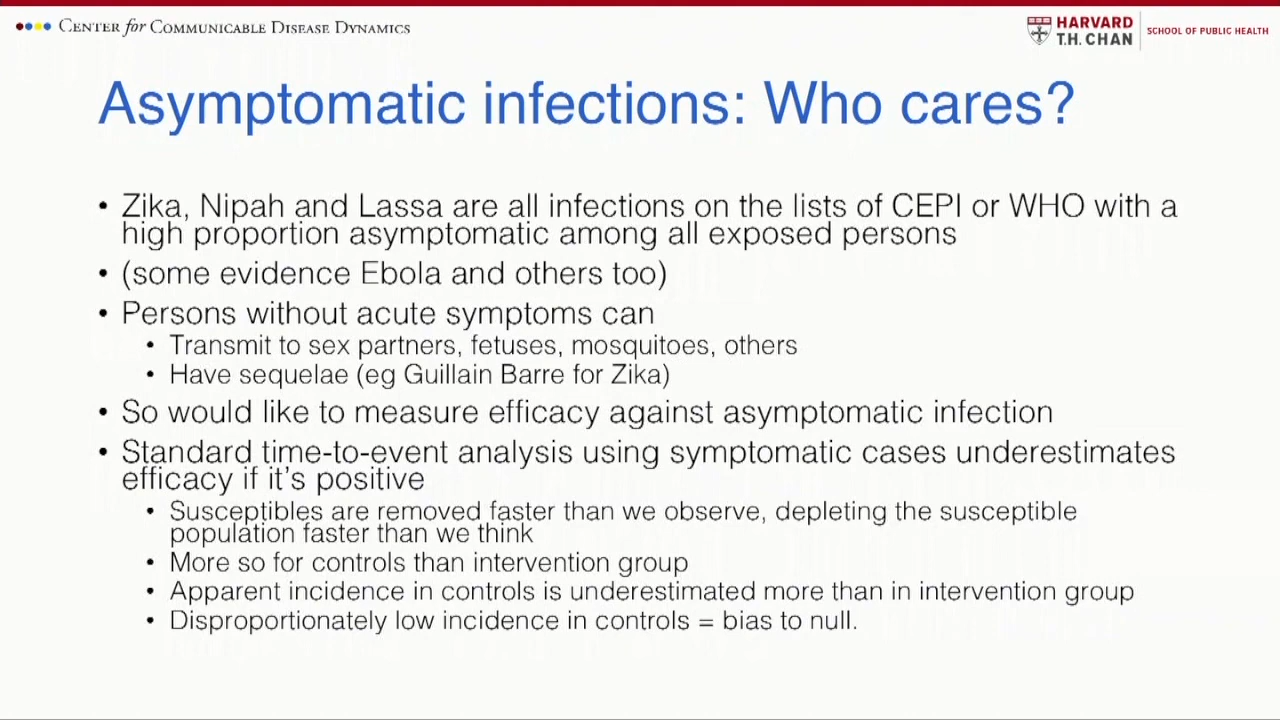 CENTER for COMMUNICABLE DISEASE DYNAMICS
HARVARD
T.H. CHAN
SCHOOL OF PUBLIC HEALTH
Asymptomatic infections: Who cares?
• Zika, Nipah and Lassa are all infections on the lists of CEPI or WHO with a
high proportion asymptomatic among all exposed persons
• (some evidence Ebola and others too)
• Persons without acute symptoms can
• Transmit to sex partners, fetuses, mosquitoes, others
• Have sequelae (eg Guillain Barre for Zika)
• So would like to measure efficacy against asymptomatic infection
• Standard time-to-event analysis using symptomatic cases underestimates
efficacy if it's positive
• Susceptibles are removed faster than we observe, depleting the susceptible
population faster than we think
• More so for controls than intervention group
• Apparent incidence in controls is underestimated more than in intervention group
• Disproportionately low incidence in controls = bias to null.